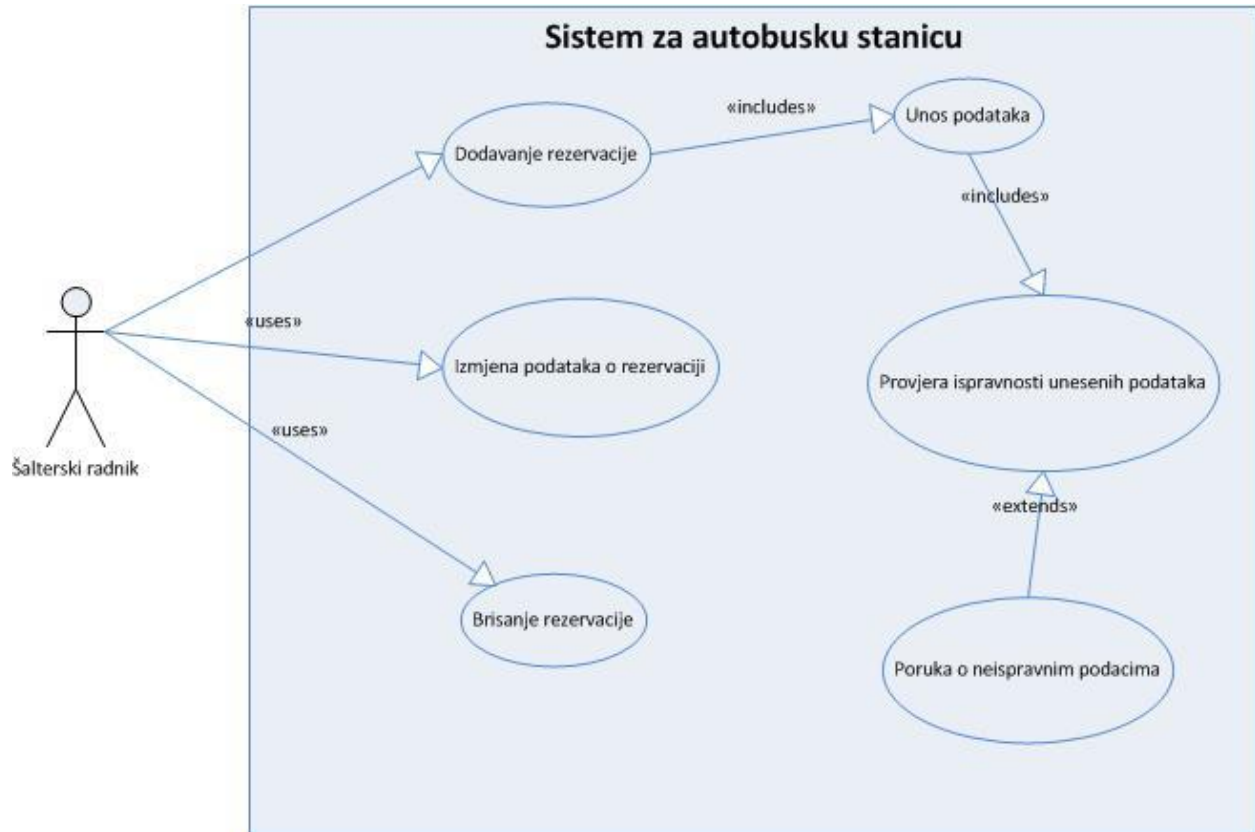 Sistem za autobusku stanicu
«includes»
Unos podataka
Dodavanje rezervacije
«includes»
«uses»
Izmjena podataka o rezervaciji
Provjera ispravnosti unesenih podataka
«uses»
Šalterski radnik
«extends»
Brisanje rezervacije
Poruka o neispravnim podacima